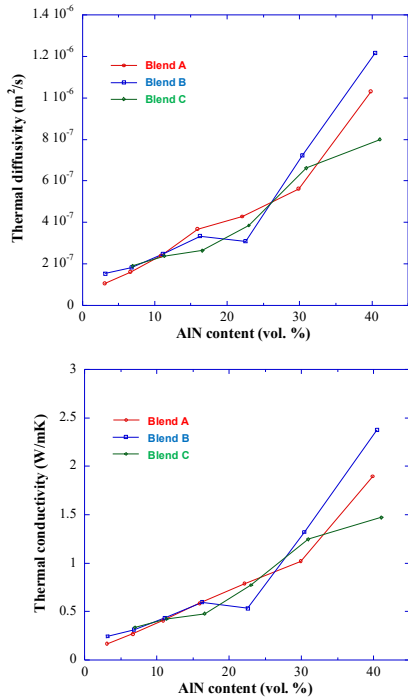 1.4 10⁻⁶
1.2 10⁻⁶
1 10⁻⁶
8 10⁻⁷
6 10⁻⁷
4 10⁻⁷
2 10⁻⁷
0
Thermal diffusivity (m²/s)
Blend A
Blend B
Blend C
0 10 20 30 40
AlN content (vol. %)
3
2.5
2
1.5
1
0.5
0
Thermal conductivity (W/mK)
Blend A
Blend B
Blend C
0 10 20 30 40
AlN content (vol. %)